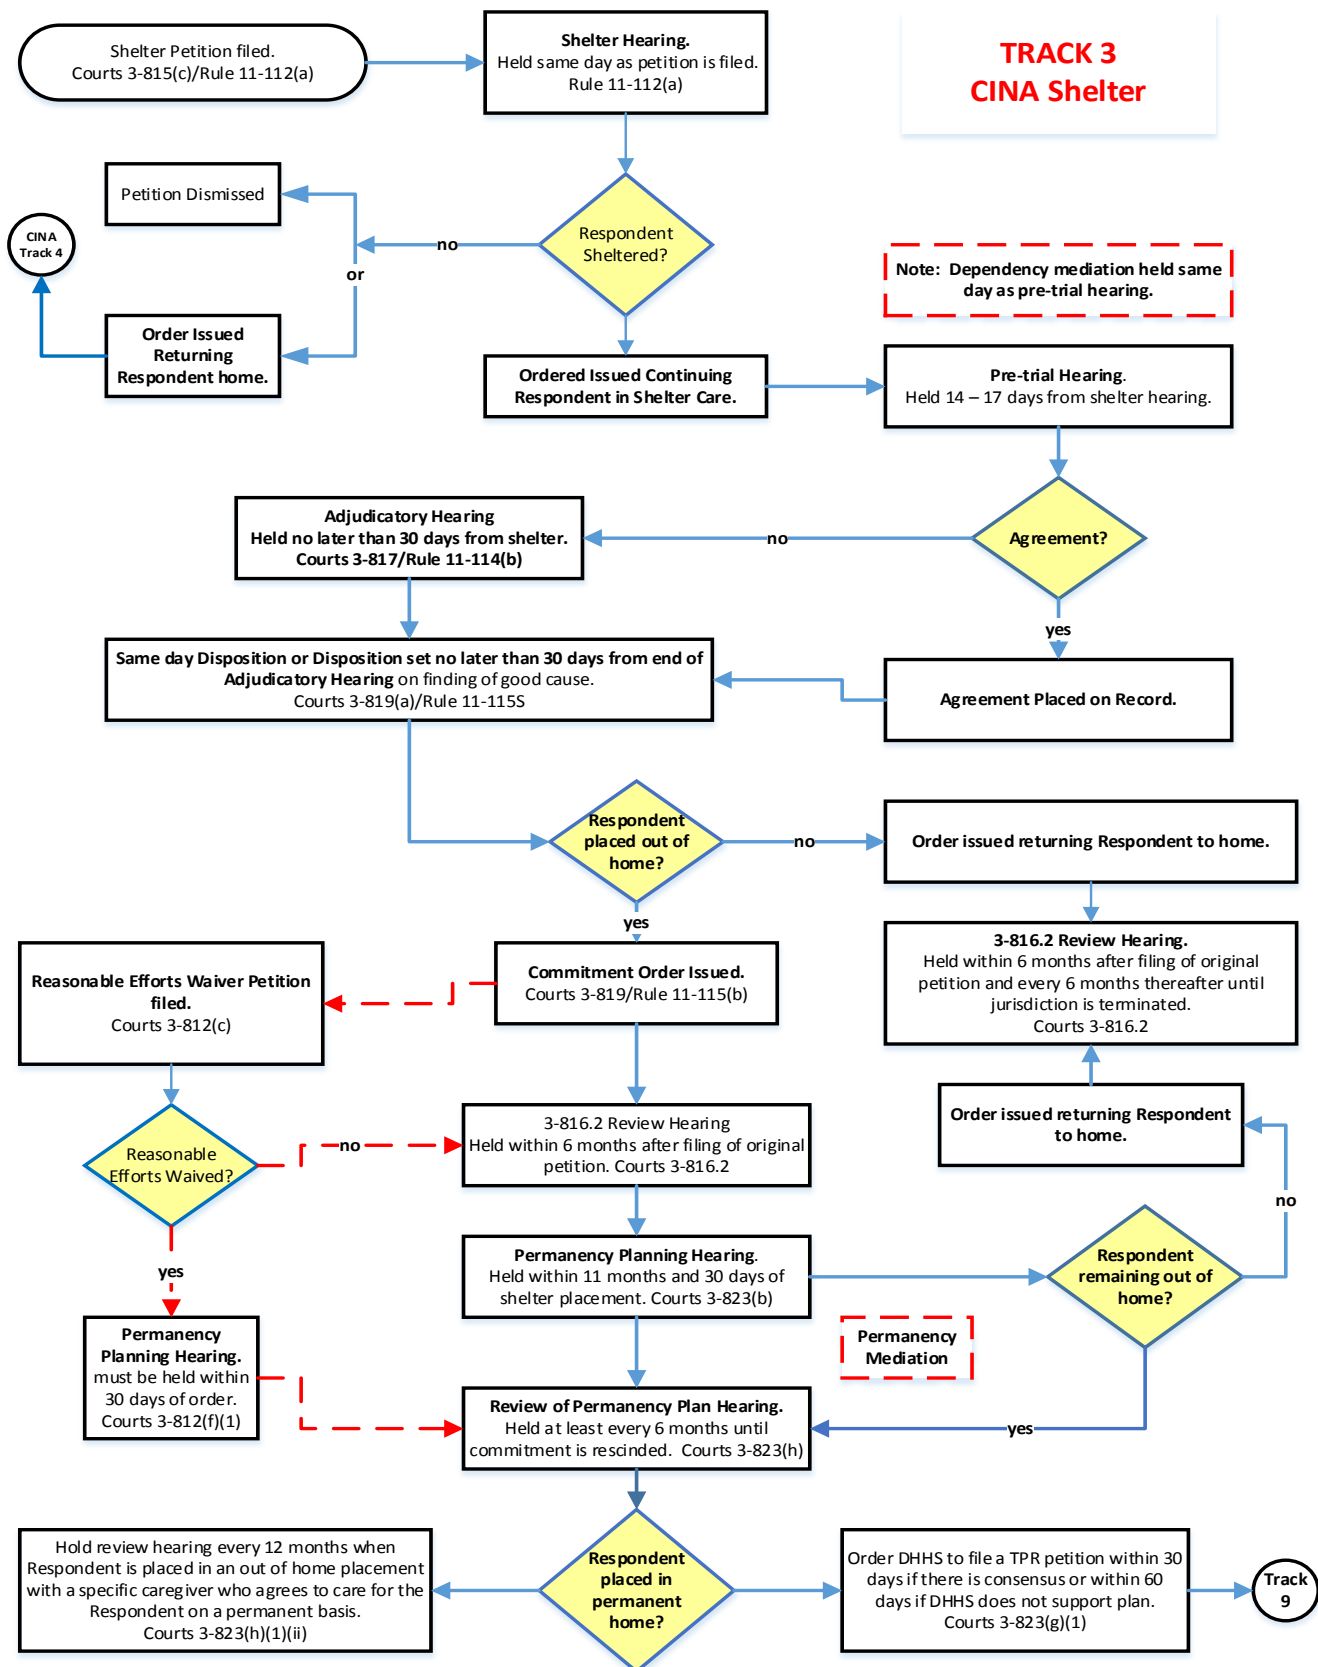 Shelter Petition filed.
Courts 3-815(c)/Rule 11-112(a)
Shelter Hearing.
Held same day as petition is filed.
Rule 11-112(a)
TRACK 3
CINA Shelter
Petition Dismissed
CINA
Track 4
no
or
Respondent
Sheltered?
Note:  Dependency mediation held same
day as pre-trial hearing.
Order Issued
Returning
Respondent home.
Ordered Issued Continuing
Respondent in Shelter Care.
Pre-trial Hearing.
Held 14 – 17 days from shelter hearing.
Adjudicatory Hearing
Held no later than 30 days from shelter.
Courts 3-817/Rule 11-114(b)
no
Agreement?
yes
Same day Disposition or Disposition set no later than 30 days from end of
Adjudicatory Hearing on finding of good cause.
Courts 3-819(a)/Rule 11-115S
Agreement Placed on Record.
Respondent
placed out of
home?
no
Order issued returning Respondent to home.
yes
Reasonable Efforts Waiver Petition
filed.
Courts 3-812(c)
Commitment Order Issued.
Courts 3-819/Rule 11-115(b)
3-816.2 Review Hearing.
Held within 6 months after filing of original
petition and every 6 months thereafter until
jurisdiction is terminated.
Courts 3-816.2
Reasonable
Efforts Waived?
no
3-816.2 Review Hearing
Held within 6 months after filing of original
petition. Courts 3-816.2
Order issued returning Respondent
to home.
no
yes
Permanency Planning Hearing.
Held within 11 months and 30 days of
shelter placement. Courts 3-823(b)
Respondent
remaining out of
home?
Permanency
Planning Hearing.
must be held within
30 days of order.
Courts 3-812(f)(1)
Permanency
Mediation
Review of Permanency Plan Hearing.
Held at least every 6 months until
commitment is rescinded.  Courts 3-823(h)
yes
Hold review hearing every 12 months when
Respondent is placed in an out of home placement
with a specific caregiver who agrees to care for the
Respondent on a permanent basis.
Courts 3-823(h)(1)(ii)
Respondent
placed in
permanent
home?
Order DHHS to file a TPR petition within 30
days if there is consensus or within 60
days if DHHS does not support plan.
Courts 3-823(g)(1)
Track
9